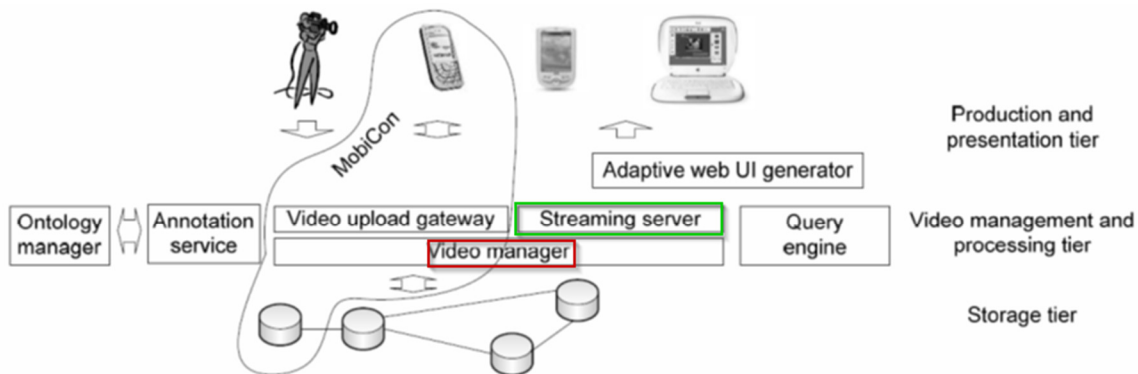 MobiCon
Production and
presentation tier
Adaptive web UI generator
Ontology
manager
Annotation
service
Video upload gateway
Streaming server
Query
engine
Video management and
processing tier
Video manager
Storage tier